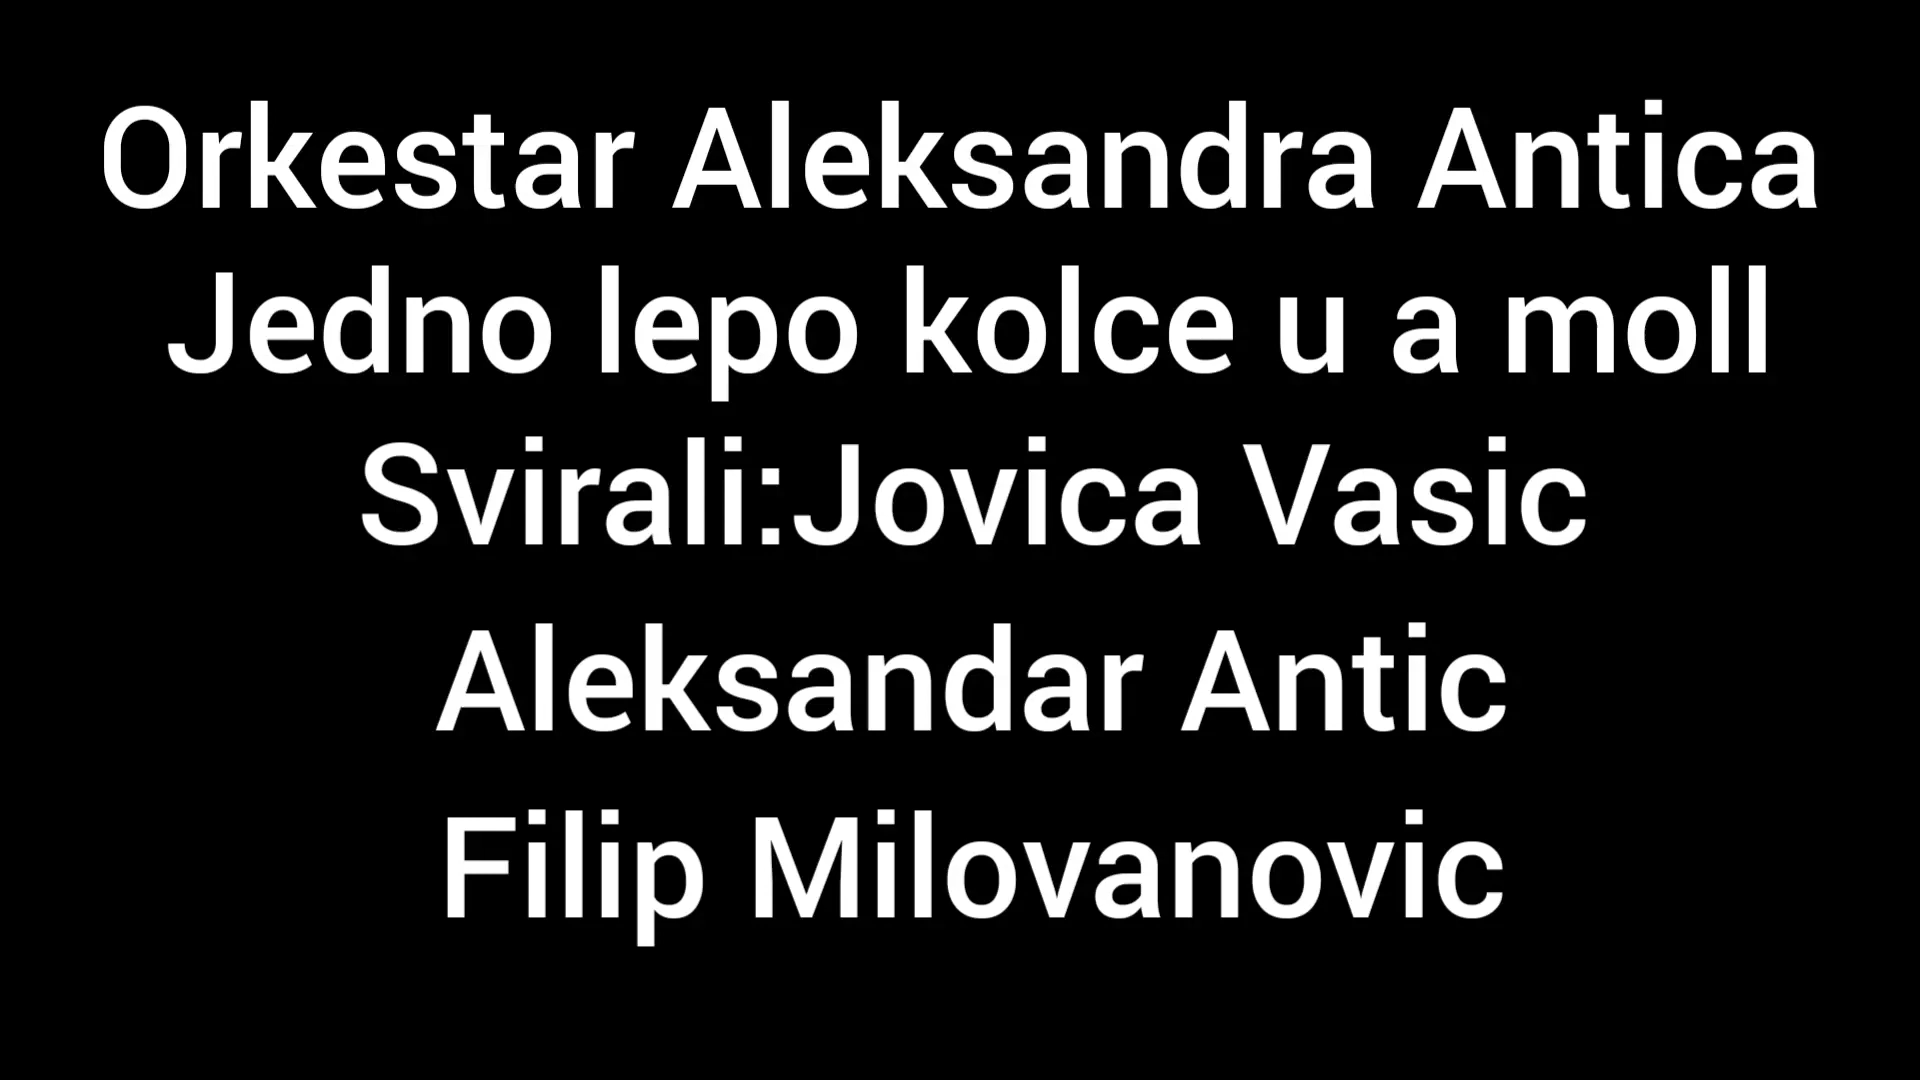 Orkestar Aleksandra Antica
Jedno lepo kolce u a moll
Svirali:Jovica Vasic
Aleksandar Antic
Filip Milovanovic